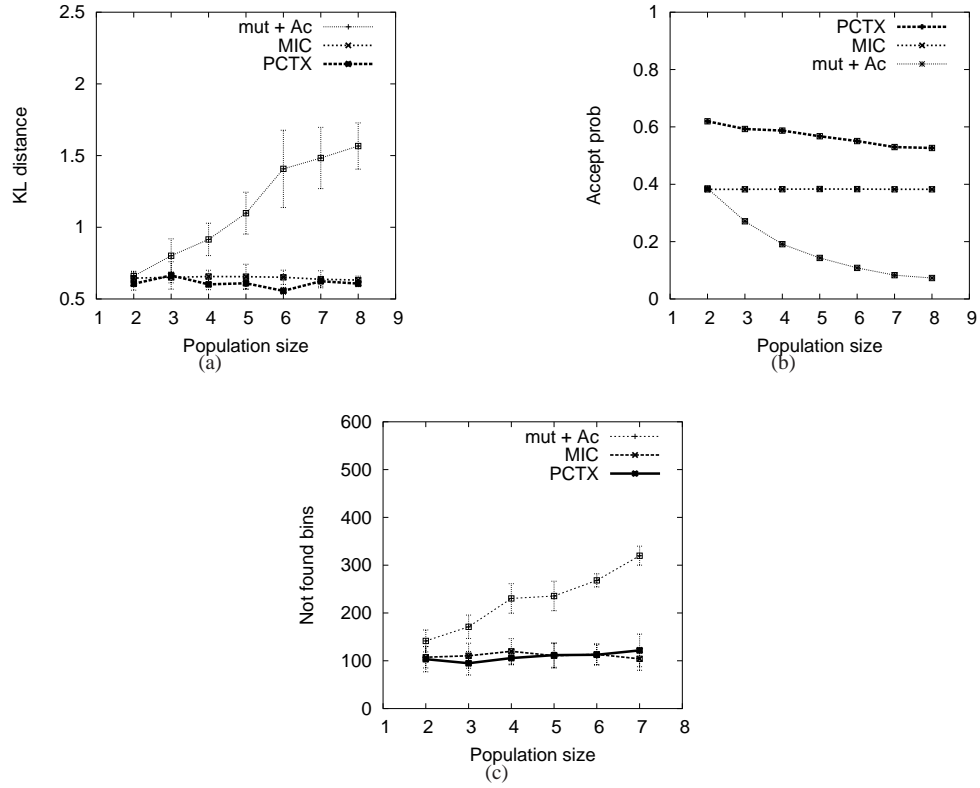 2.5
2
1.5
1
0.5
KL distance
mut + Ac
MIC
PCTX
1 2 3 4 5 6 7 8 9
Population size
(a)
1
0.8
0.6
0.4
0.2
0
Accept prob
PCTX
MIC
mut + Ac
1 2 3 4 5 6 7 8 9
Population size
(b)
600
500
400
300
200
100
0
Not found bins
mut + Ac
MIC
PCTX
1 2 3 4 5 6 7 8
Population size
(c)